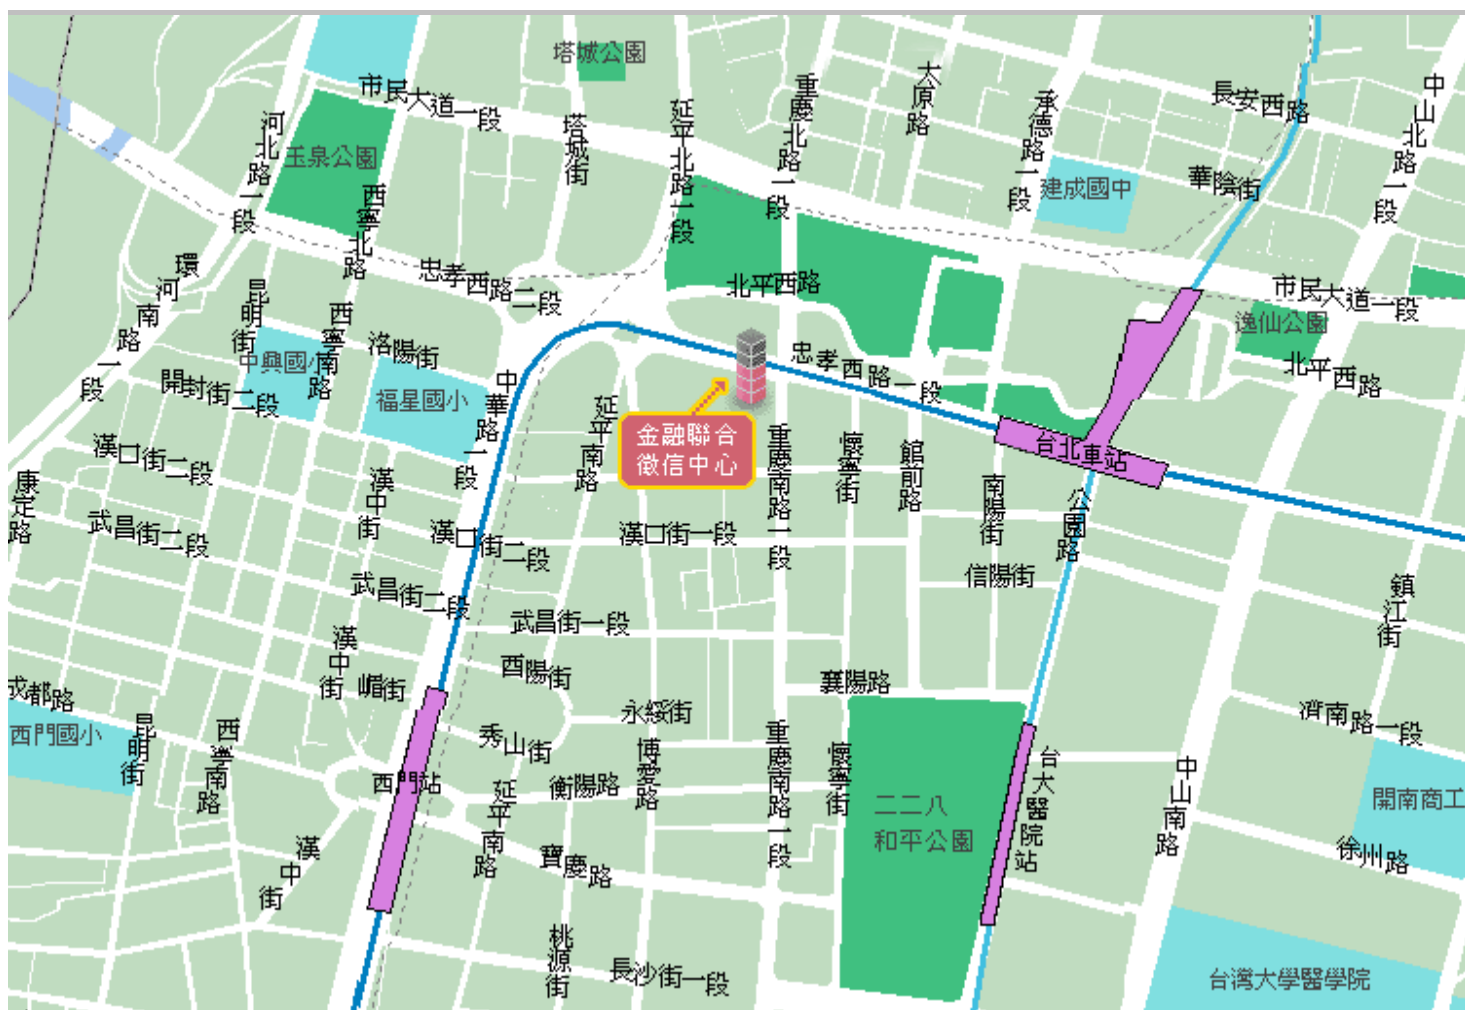 塔城公園
市民大道一段
重慶北路一段
太原路
承德路一段
長安西路
中山北路一段
河北路一段
玉泉公園
西寧北路
塔城街
延平北路一段
建成國中
華陰街
環河南路一段
昆明街
忠孝西路二段
北平西路
市民大道一段
逸仙公園
西寧南路
中興國小
洛陽街
忠孝西路一段
北平西路
開封街二段
福星國小
中華路一段
延平南路
金融聯合
徵信中心
重慶南路一段
懷寧街
館前路
台北車站
漢口街二段
康定路
武昌街二段
漢中街
漢口街二段
漢口街一段
南陽街
公園路
信陽街
鎮江街
武昌街二段
武昌街一段
漢中街
峨街
酉陽街
襄陽路
成都路
西門國小
昆明街
西寧南路
永綏街
秀山街
博愛路
重慶南路一段
懷寧街
濟南路一段
西門站
衡陽路
延平南路
二二八
和平公園
台大醫院站
中山南路
開南商工
漢中街
寶慶路
徐州路
桃源街
長沙街一段
台灣大學醫學院